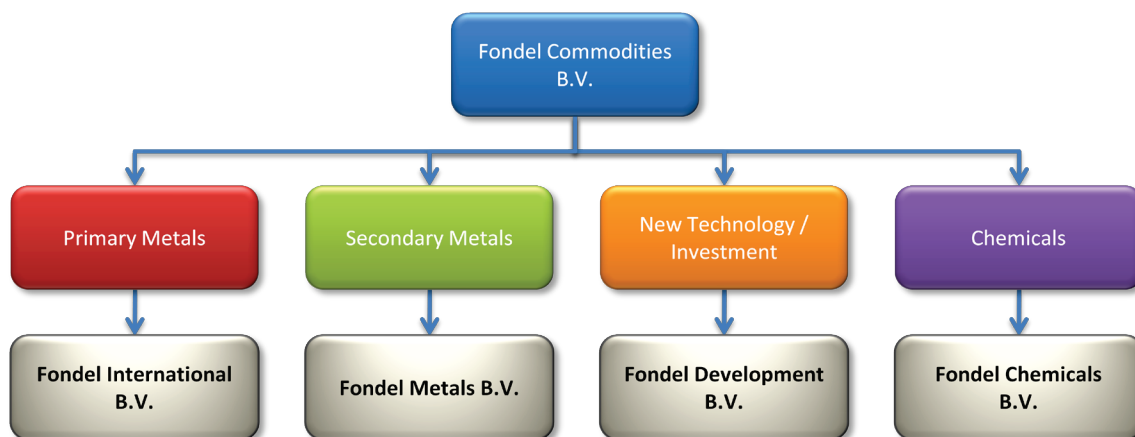 Fondel Commodities
B.V.
Primary Metals
Secondary Metals
New Technology /
Investment
Chemicals
Fondel International
B.V.
Fondel Metals B.V.
Fondel Development
B.V.
Fondel Chemicals
B.V.